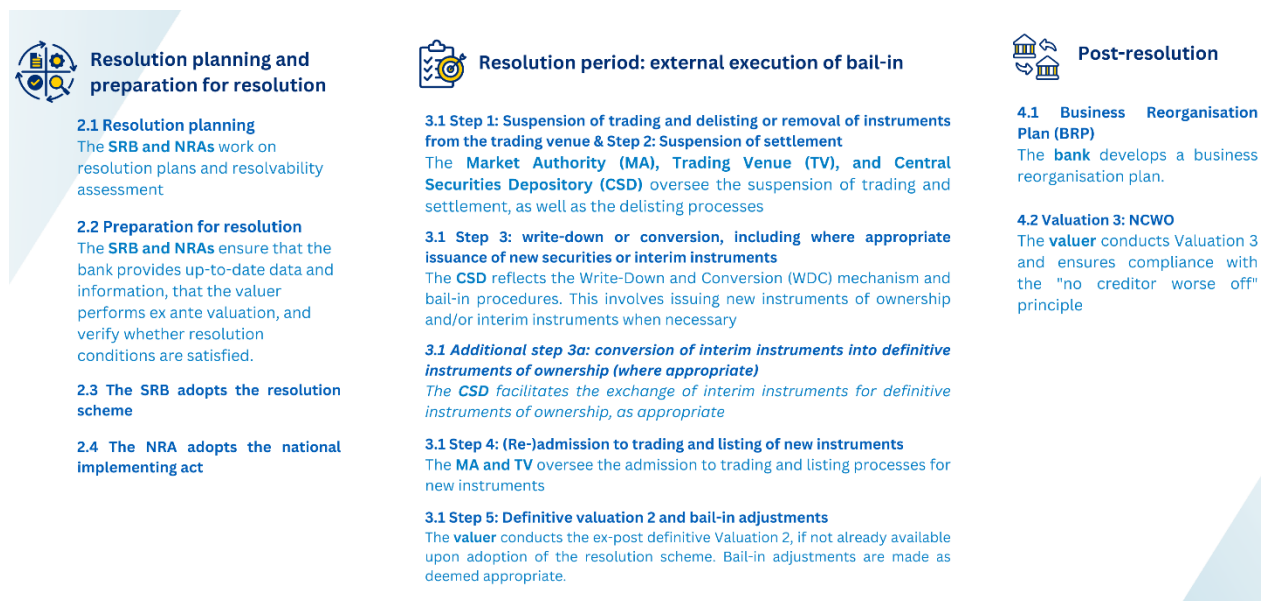 Resolution planning and
preparation for resolution
2.1 Resolution planning
The SRB and NRAs work on
resolution plans and resolvability
assessment
2.2 Preparation for resolution
The SRB and NRAs ensure that the
bank provides up-to-date data and
information, that the valuer
performs ex ante valuation, and
verify whether resolution
conditions are satisfied.
2.3 The SRB adopts the resolution
scheme
2.4 The NRA adopts the national
implementing act
Resolution period: external execution of bail-in
3.1 Step 1: Suspension of trading and delisting or removal of instruments
from the trading venue & Step 2: Suspension of settlement
The Market Authority (MA), Trading Venue (TV), and Central
Securities Depository (CSD) oversee the suspension of trading and
settlement, as well as the delisting processes
3.1 Step 3: write-down or conversion, including where appropriate
issuance of new securities or interim instruments
The CSD reflects the Write-Down and Conversion (WDC) mechanism and
bail-in procedures. This involves issuing new instruments of ownership
and/or interim instruments when necessary
3.1 Additional step 3a: conversion of interim instruments into definitive
instruments of ownership (where appropriate)
The CSD facilitates the exchange of interim instruments for definitive
instruments of ownership, as appropriate
3.1 Step 4: (Re-)admission to trading and listing of new instruments
The MA and TV oversee the admission to trading and listing processes for
new instruments
3.1 Step 5: Definitive valuation 2 and bail-in adjustments
The valuer conducts the ex-post definitive Valuation 2, if not already available
upon adoption of the resolution scheme. Bail-in adjustments are made as
deemed appropriate.
Post-resolution
4.1 Business Reorganisation
Plan (BRP)
The bank develops a business
reorganisation plan.
4.2 Valuation 3: NCWO
The valuer conducts Valuation 3
and ensures compliance with
the "no creditor worse off"
principle